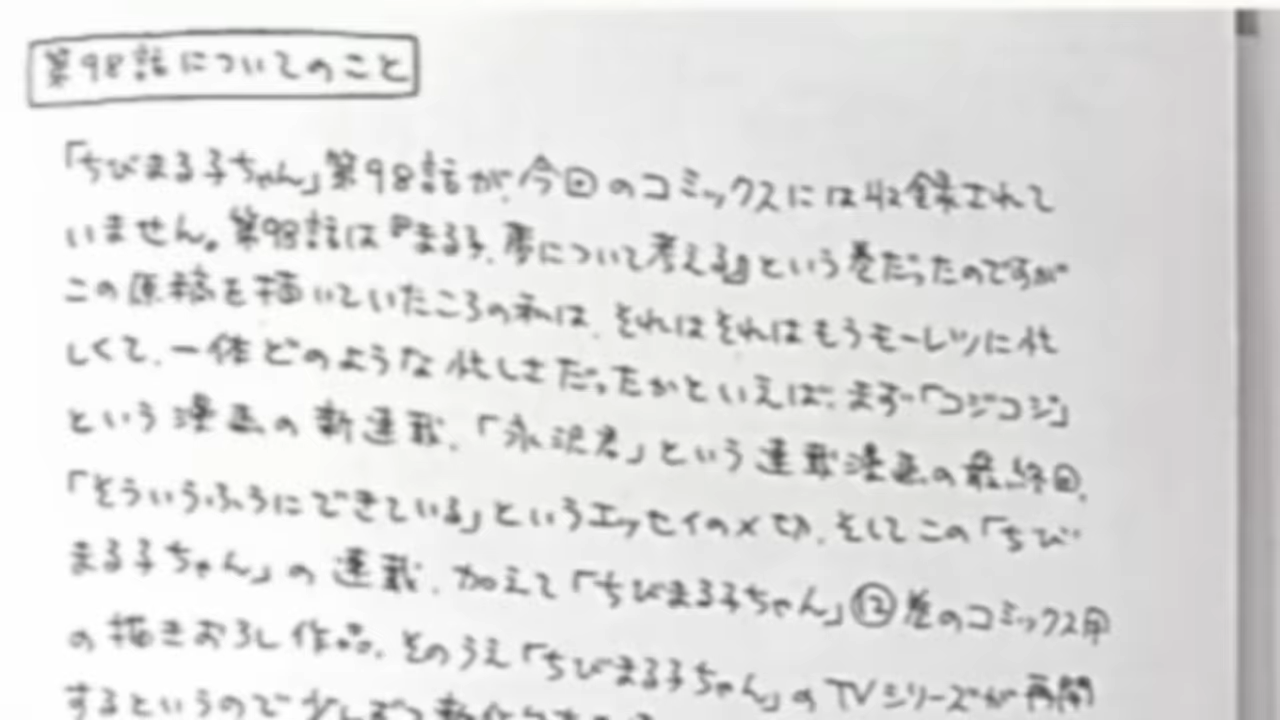 第98話についてのこと
「ちびまる子ちゃん」第98話が、今回のコミックスには収録されて
いません。第98話は『まる子、夢について考える』という巻だったのですが
この原稿を描いていたころの私は、それはそれはもうモーレツに忙
しくて、一体どのような忙しさだったかといえば、まず「コジコジ」
という漫画の新連載、「永沢君」という連載漫画の最終回、
「そういうふうにできている」というエッセイの〆切、そしてこの「ちび
まる子ちゃん」の連載、加えて「ちびまる子ちゃん」⑫巻のコミックス用
の描きおろし作品、そのうえ「ちびまる子ちゃん」のTVシリーズが再開
するというので少しずつ